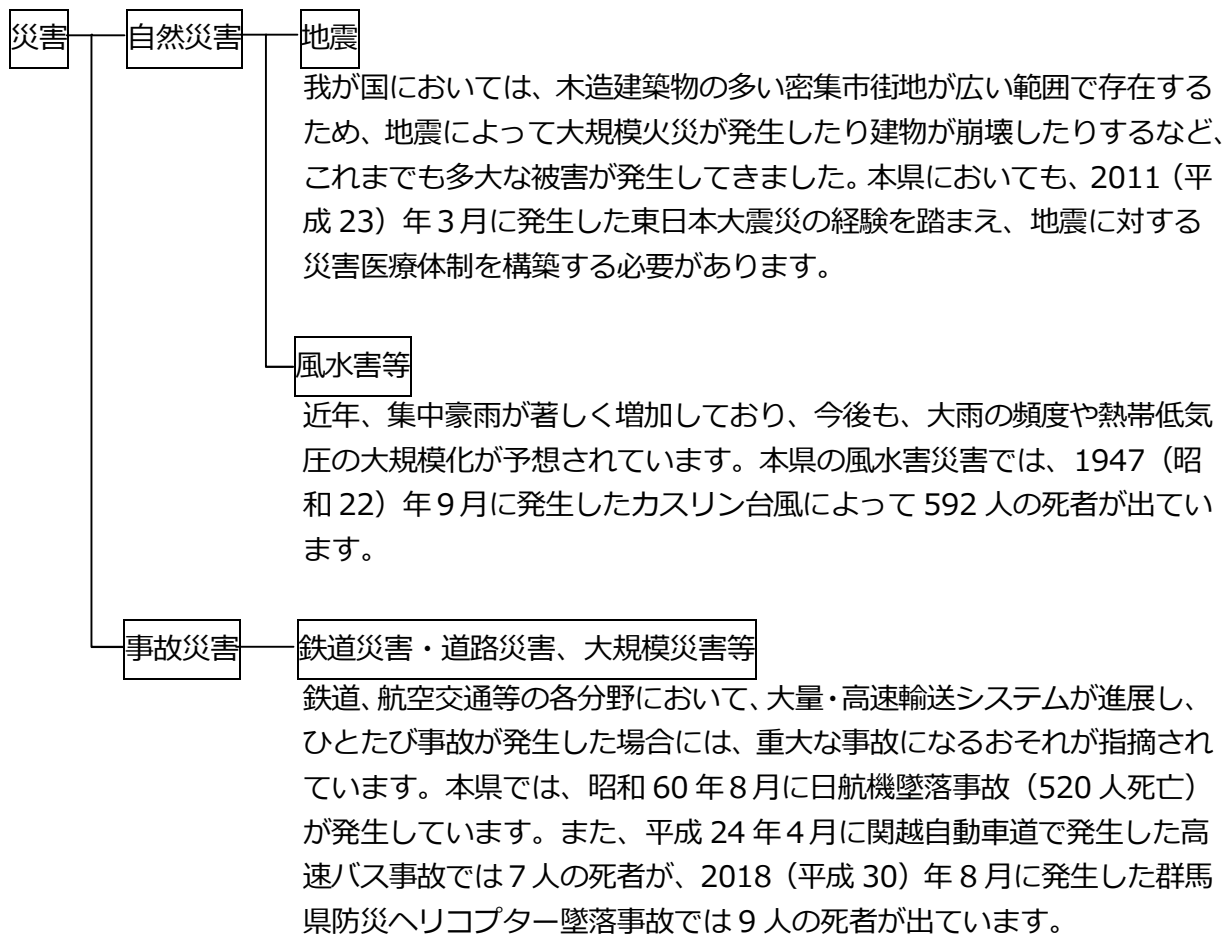 災害 自然災害 地震
我が国においては、木造建築物の多い密集市街地が広い範囲で存在する
ため、地震によって大規模火災が発生したり建物が崩壊したりするなど、
これまでも多大な被害が発生してきました。本県においても、2011（平
成 23）年３月に発生した東日本大震災の経験を踏まえ、地震に対する
災害医療体制を構築する必要があります。
風水害等
近年、集中豪雨が著しく増加しており、今後も、大雨の頻度や熱帯低気
圧の大規模化が予想されています。本県の風水害災害では、1947（昭
和 22）年９月に発生したカスリン台風によって 592 人の死者が出てい
ます。
事故災害 鉄道災害・道路災害、大規模災害等
鉄道、航空交通等の各分野において、大量・高速輸送システムが進展し、
ひとたび事故が発生した場合には、重大な事故になるおそれが指摘され
ています。本県では、昭和 60 年８月に日航機墜落事故（520 人死亡）
が発生しています。また、平成 24 年４月に関越自動車道で発生した高
速バス事故では７人の死者が、2018（平成 30）年８月に発生した群馬
県防災ヘリコプター墜落事故では９人の死者が出ています。